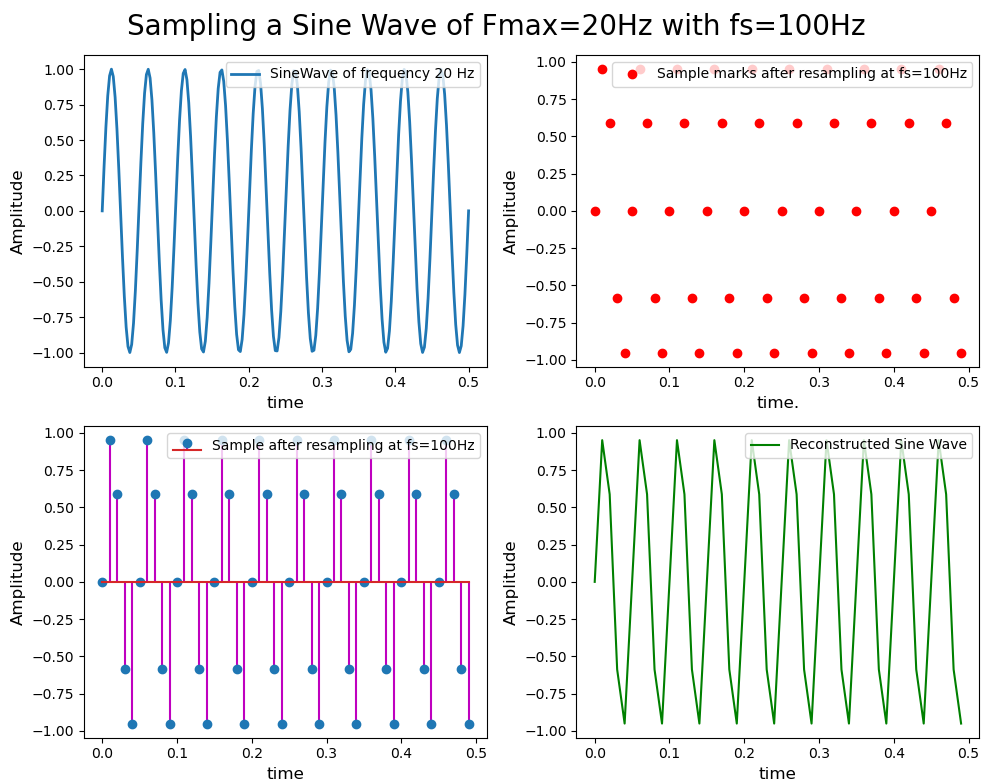 Sampling a Sine Wave of Fmax=20Hz with fs=100Hz
SineWave of frequency 20 Hz
1.00
0.75
0.50
0.25
0.00
−0.25
−0.50
−0.75
−1.00
Amplitude
0.0 0.1 0.2 0.3 0.4 0.5
time
Sample marks after resampling at fs=100Hz
1.00
0.75
0.50
0.25
0.00
−0.25
−0.50
−0.75
−1.00
Amplitude
0.0 0.1 0.2 0.3 0.4 0.5
time.
Sample after resampling at fs=100Hz
1.00
0.75
0.50
0.25
0.00
−0.25
−0.50
−0.75
−1.00
Amplitude
0.0 0.1 0.2 0.3 0.4 0.5
time
Reconstructed Sine Wave
1.00
0.75
0.50
0.25
0.00
−0.25
−0.50
−0.75
−1.00
Amplitude
0.0 0.1 0.2 0.3 0.4 0.5
time